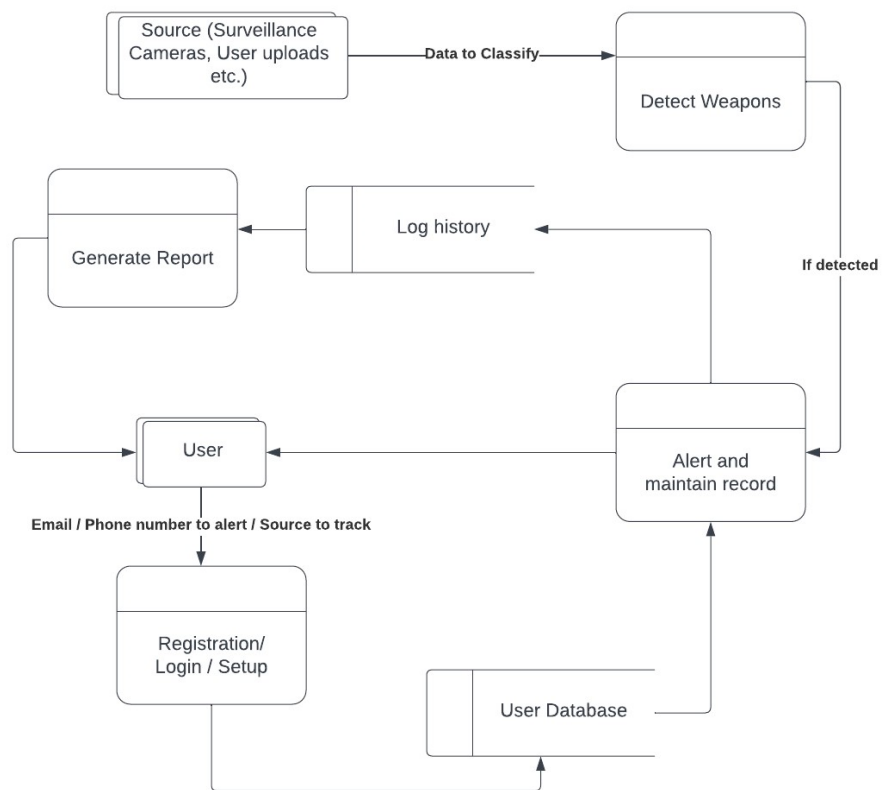 Source (Surveillance
Cameras, User uploads
etc.)
Data to Classify
Detect Weapons
Log history
Generate Report
If detected
User
Alert and
maintain record
Email / Phone number to alert / Source to track
Registration/
Login / Setup
User Database